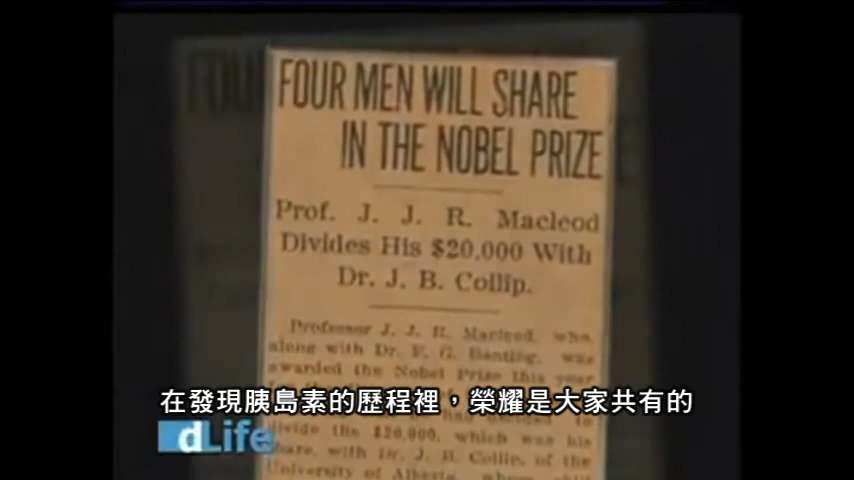 FOUR MEN WILL SHARE
IN THE NOBEL PRIZE
Prof. J. J. R. Macleod
Divides His $20,000 With
Dr. J. B. Collip.
Professor J. J. R. Macleod, who,
along with Dr. F. G. Banting, was
awarded the Nobel Prize this year
在發現胰島素的歷程裡，榮耀是大家共有的
divide the $20,000, which was his
share, with Dr. J. B. Collip, of the
University of Alberta,
dLife